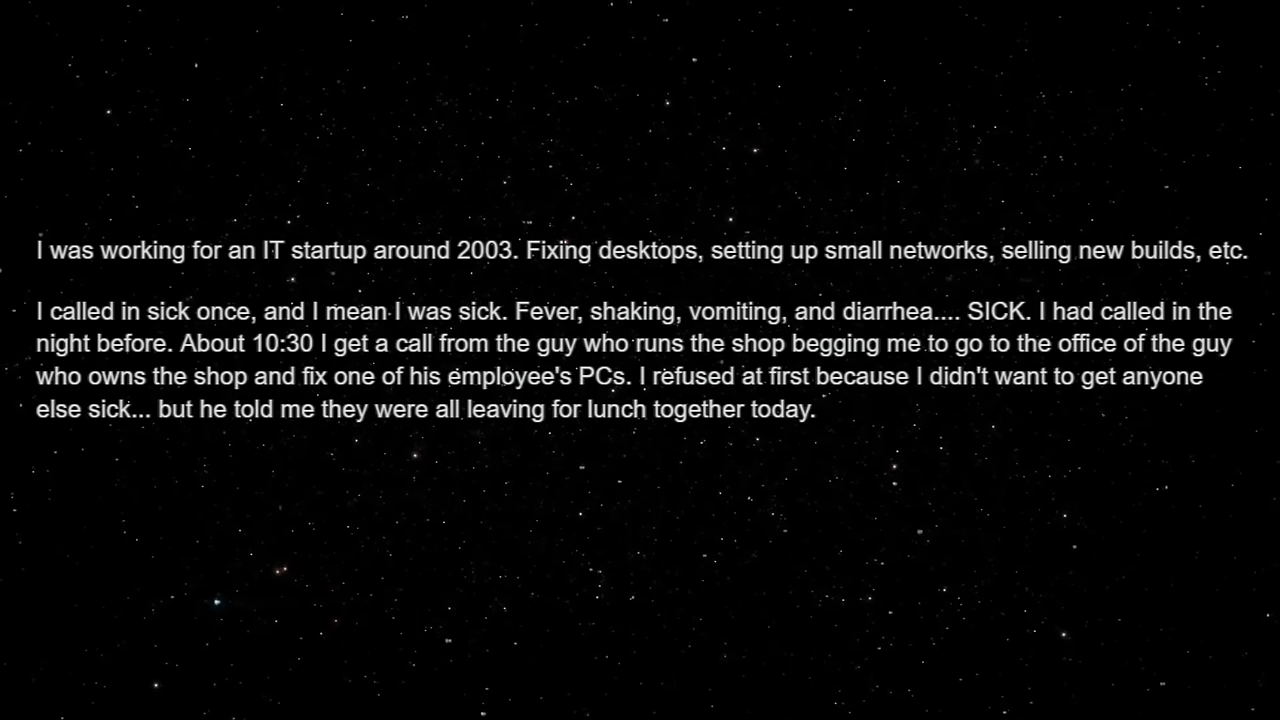 I was working for an IT startup around 2003. Fixing desktops, setting up small networks, selling new builds, etc.
I called in sick once, and I mean I was sick. Fever, shaking, vomiting, and diarrhea.... SICK. I had called in the
night before. About 10:30 I get a call from the guy who runs the shop begging me to go to the office of the guy
who owns the shop and fix one of his employee's PCs. I refused at first because I didn't want to get anyone
else sick... but he told me they were all leaving for lunch together today.